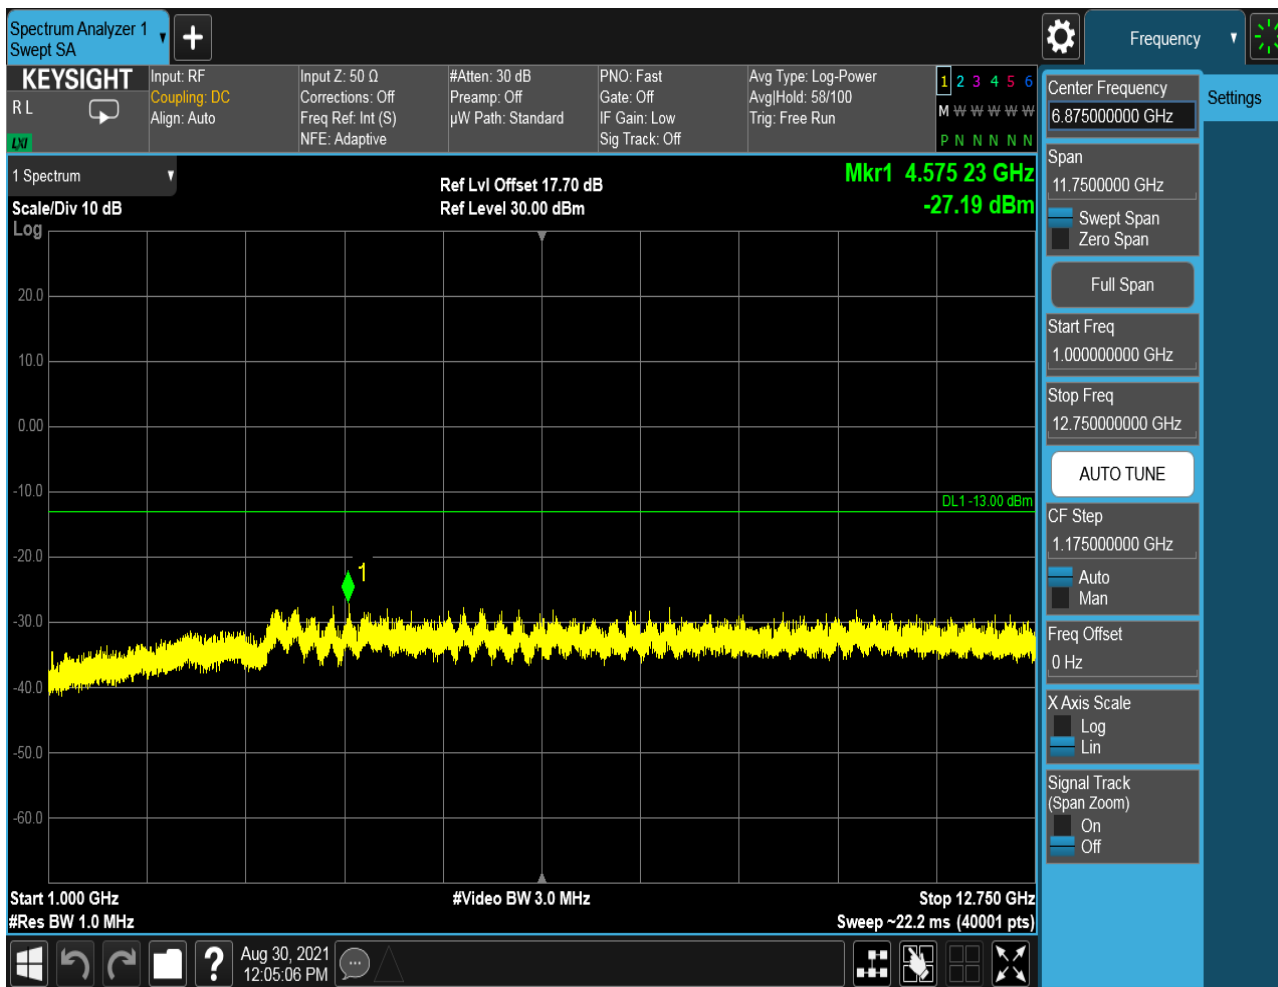 Spectrum Analyzer 1
Swept SA
Frequency
KEYSIGHT
R L
LXI
Input: RF
Coupling: DC
Align: Auto
Input Z: 50 Ω
Corrections: Off
Freq Ref: Int (S)
NFE: Adaptive
#Atten: 30 dB
Preamp: Off
µW Path: Standard
PNO: Fast
Gate: Off
IF Gain: Low
Sig Track: Off
Avg Type: Log-Power
Avg|Hold: 58/100
Trig: Free Run
1 2 3 4 5 6
M W W W W W
P N N N N N
1 Spectrum
Scale/Div 10 dB
Log
Ref Lvl Offset 17.70 dB
Ref Level 30.00 dBm
Mkr1 4.575 23 GHz
-27.19 dBm
20.0
10.0
0.00
-10.0
DL1 -13.00 dBm
-20.0
1
-30.0
-40.0
-50.0
-60.0
Start 1.000 GHz
#Video BW 3.0 MHz
Stop 12.750 GHz
#Res BW 1.0 MHz
Sweep ~22.2 ms (40001 pts)
Center Frequency
6.875000000 GHz
Settings
Span
11.7500000 GHz
Swept Span
Zero Span
Full Span
Start Freq
1.000000000 GHz
Stop Freq
12.750000000 GHz
AUTO TUNE
CF Step
1.175000000 GHz
Auto
Man
Freq Offset
0 Hz
X Axis Scale
Log
Lin
Signal Track
(Span Zoom)
On
Off
?
Aug 30, 2021
12:05:06 PM